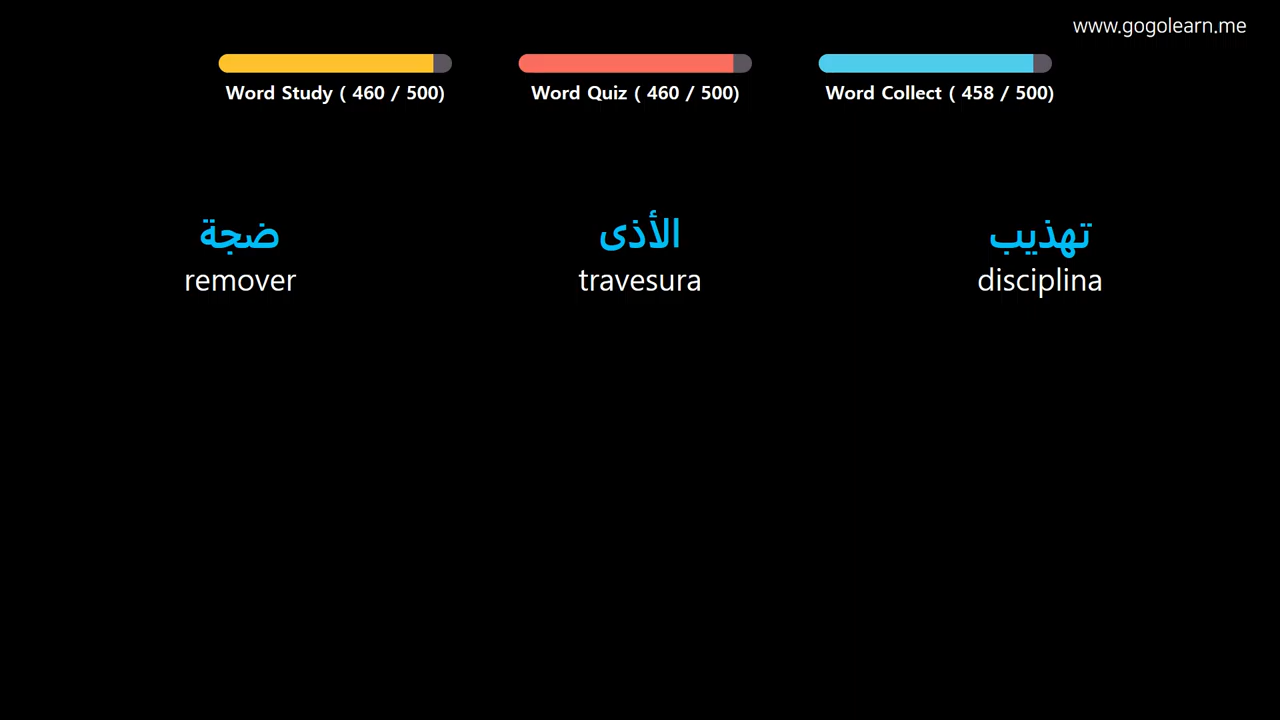 www.gogolearn.me
Word Study ( 460 / 500)
Word Quiz ( 460 / 500)
Word Collect ( 458 / 500)
ضجة
remover
الأذى
travesura
تهذيب
disciplina